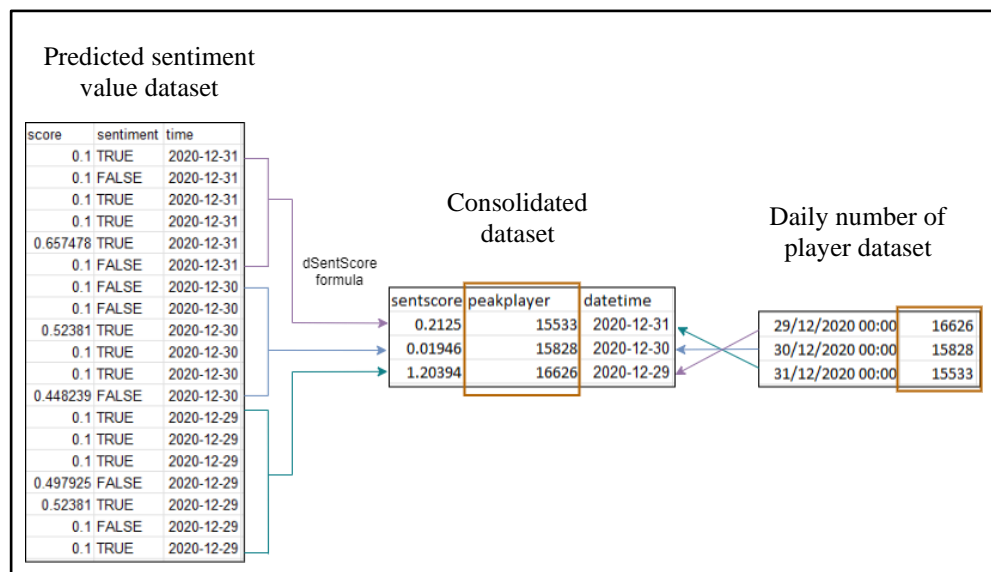 Predicted sentiment
value dataset
score sentiment time
0.1 TRUE 2020-12-31
0.1 FALSE 2020-12-31
0.1 TRUE 2020-12-31
0.1 TRUE 2020-12-31
0.657478 TRUE 2020-12-31
0.1 FALSE 2020-12-31
0.1 FALSE 2020-12-30
0.1 FALSE 2020-12-30
0.52381 TRUE 2020-12-30
0.1 TRUE 2020-12-30
0.1 TRUE 2020-12-30
0.448239 FALSE 2020-12-30
0.1 TRUE 2020-12-29
0.1 TRUE 2020-12-29
0.1 TRUE 2020-12-29
0.497925 FALSE 2020-12-29
0.52381 TRUE 2020-12-29
0.1 FALSE 2020-12-29
0.1 TRUE 2020-12-29
dSentScore
formula
Consolidated
dataset
sentscore peakplayer datetime
0.2125 15533 2020-12-31
0.01946 15828 2020-12-30
1.20394 16626 2020-12-29
Daily number of
player dataset
29/12/2020 00:00 16626
30/12/2020 00:00 15828
31/12/2020 00:00 15533